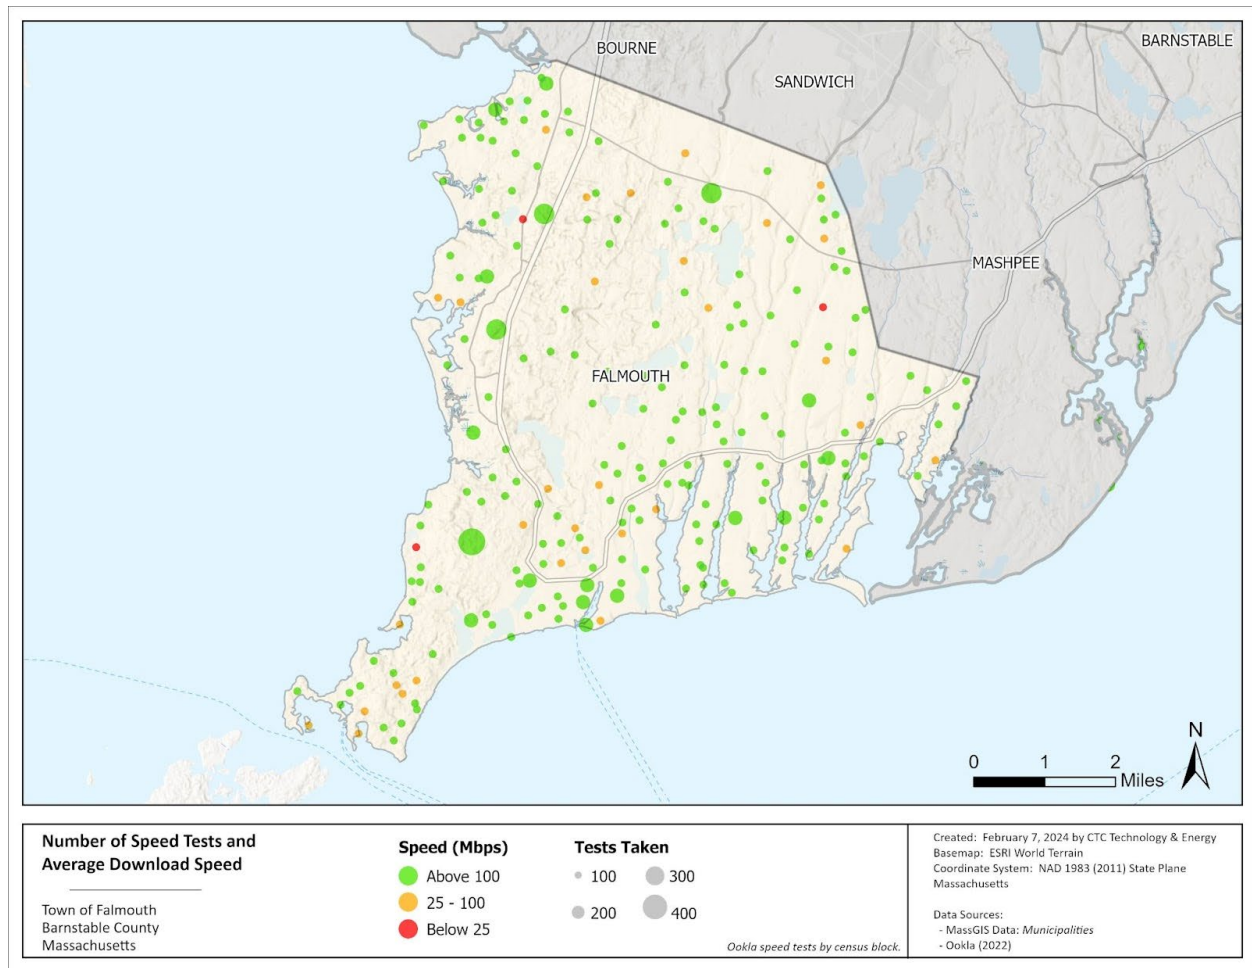 BOURNE
BARNSTABLE
SANDWICH
MASHPEE
FALMOUTH
N
0 1 2
Miles
Number of Speed Tests and
Average Download Speed
Town of Falmouth
Barnstable County
Massachusetts
Speed (Mbps)
Above 100
25 - 100
Below 25
Tests Taken
100
300
200
400
Ookla speed tests by census block.
Created: February 7, 2024 by CTC Technology & Energy
Basemap: ESRI World Terrain
Coordinate System: NAD 1983 (2011) State Plane
Massachusetts
Data Sources:
- MassGIS Data: Municipalities
- Ookla (2022)